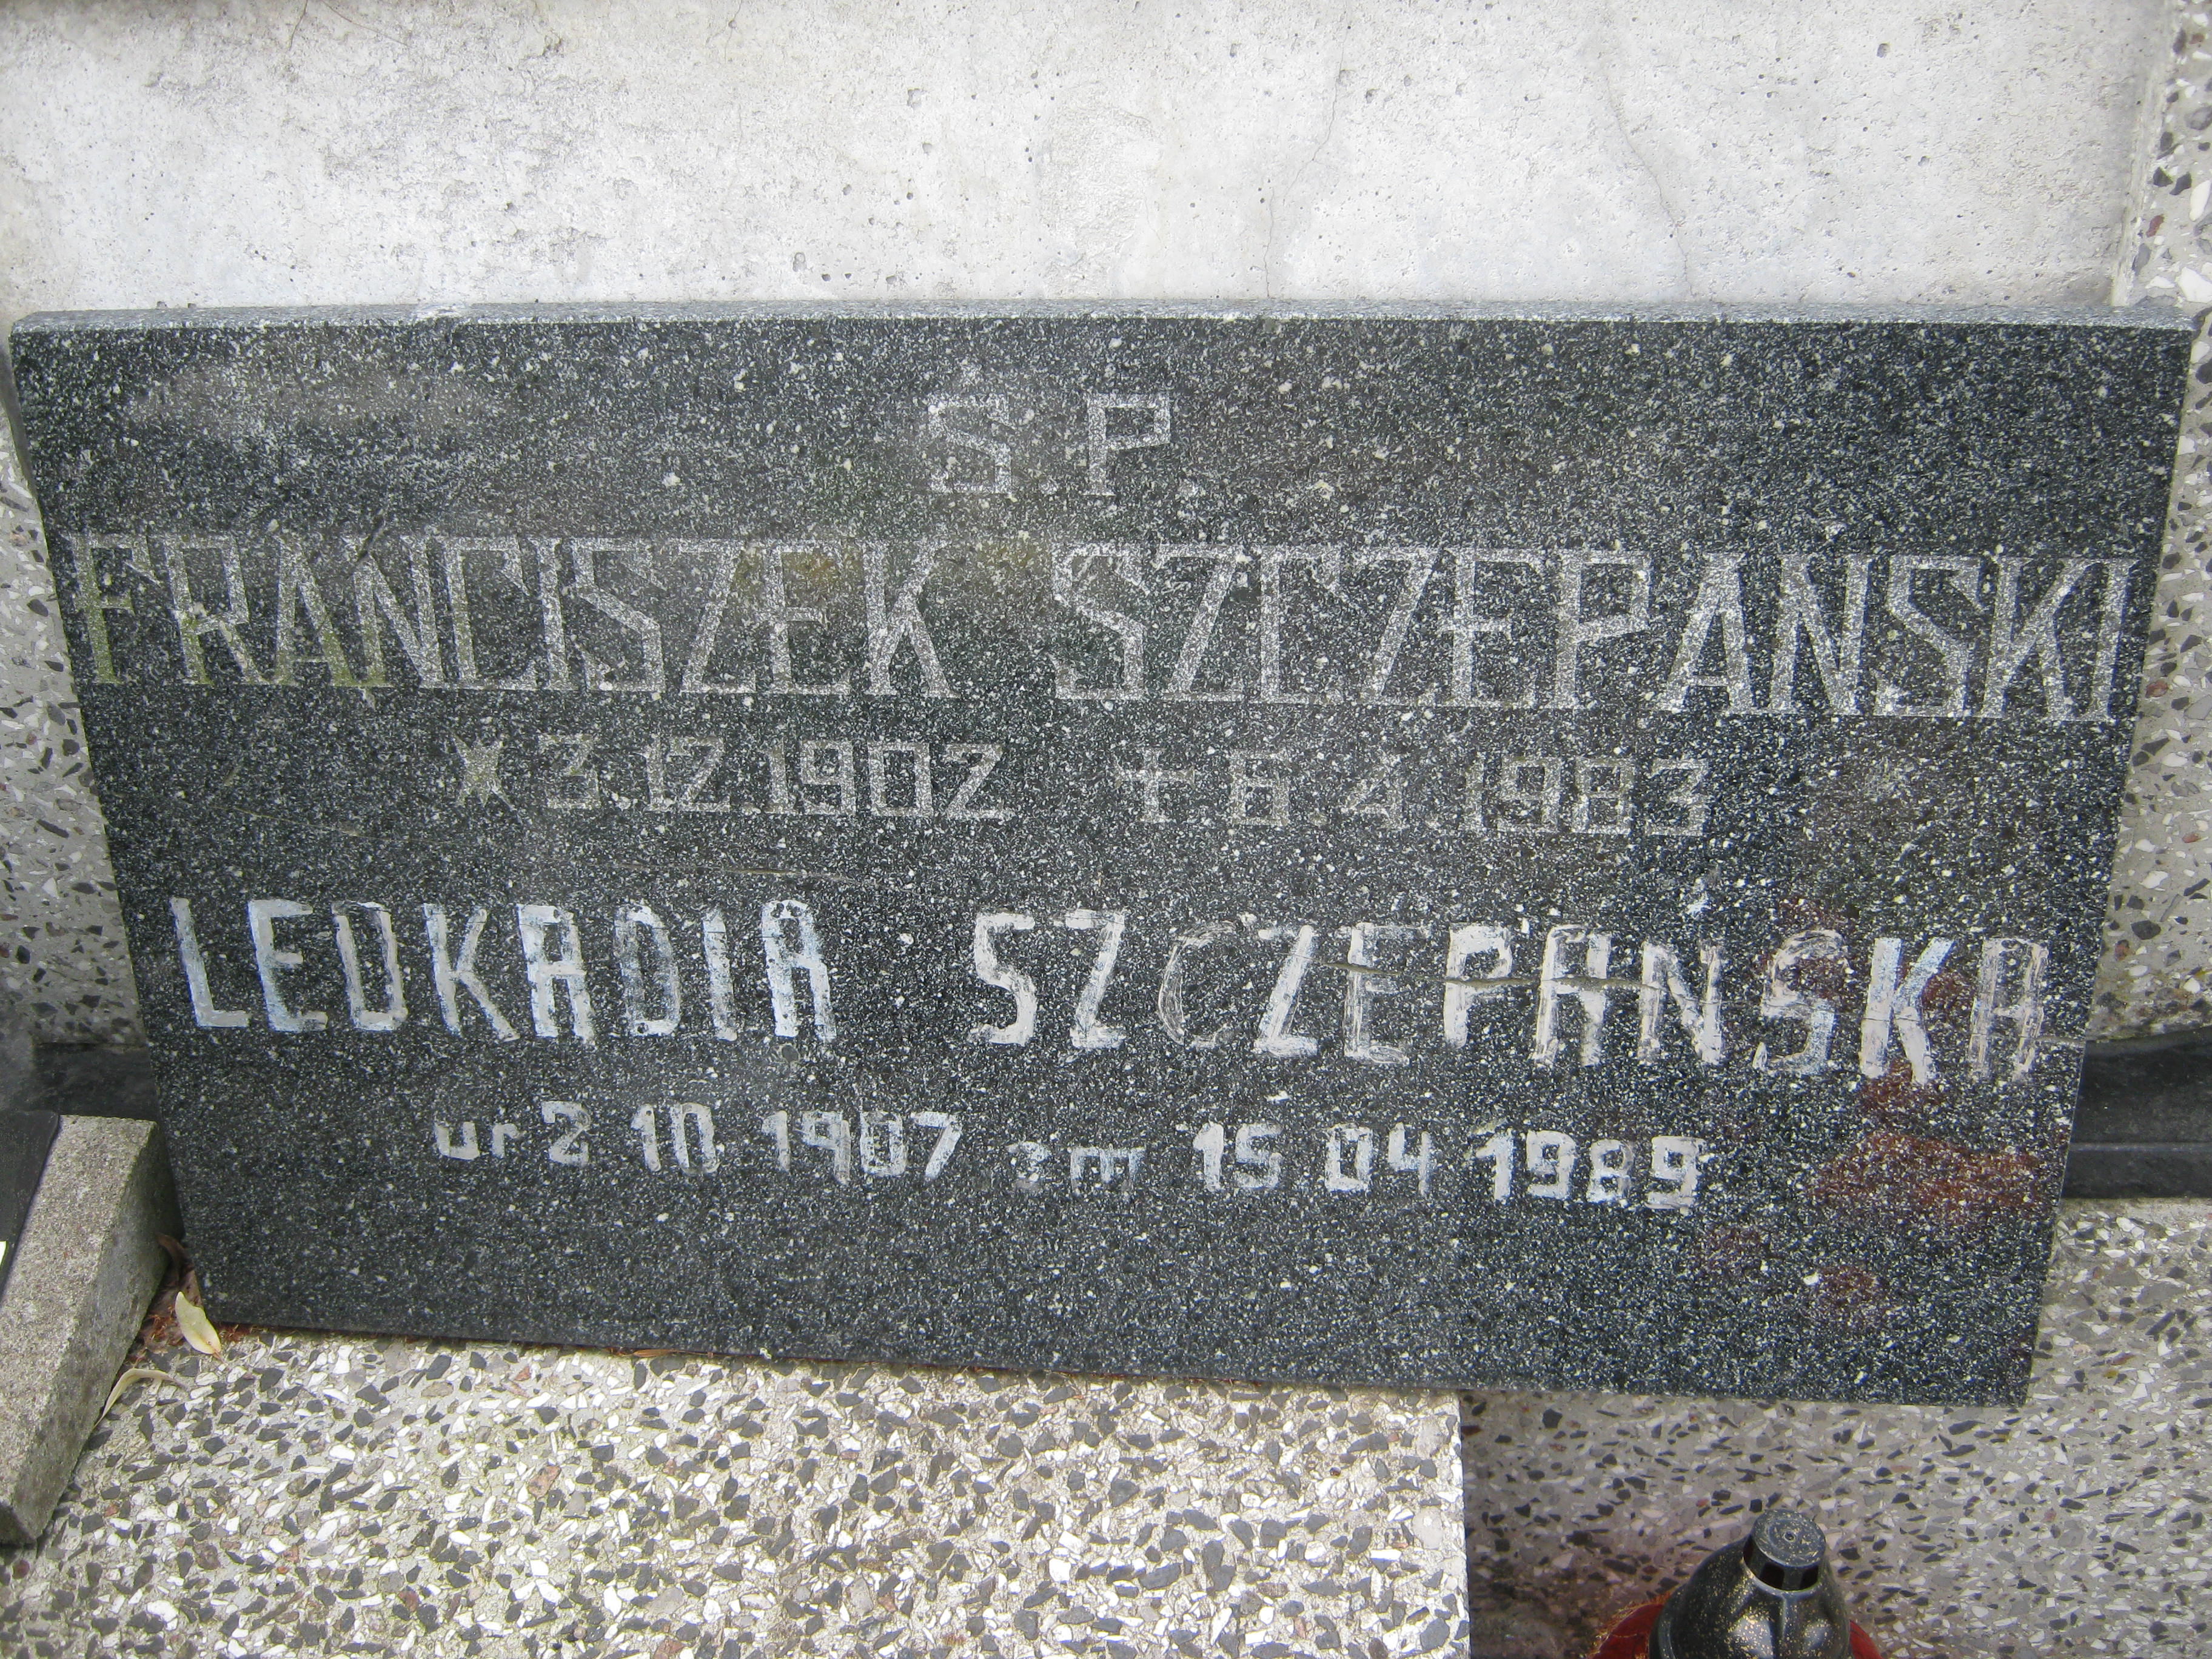 Ś.P.
FRANCISZEK SZCZEPAŃSKI
* 3.12.1902 + 6.4.1983
LEOKADIA SZCZEPAŃSKA
ur 2 10 1907 zm 15 04 1989